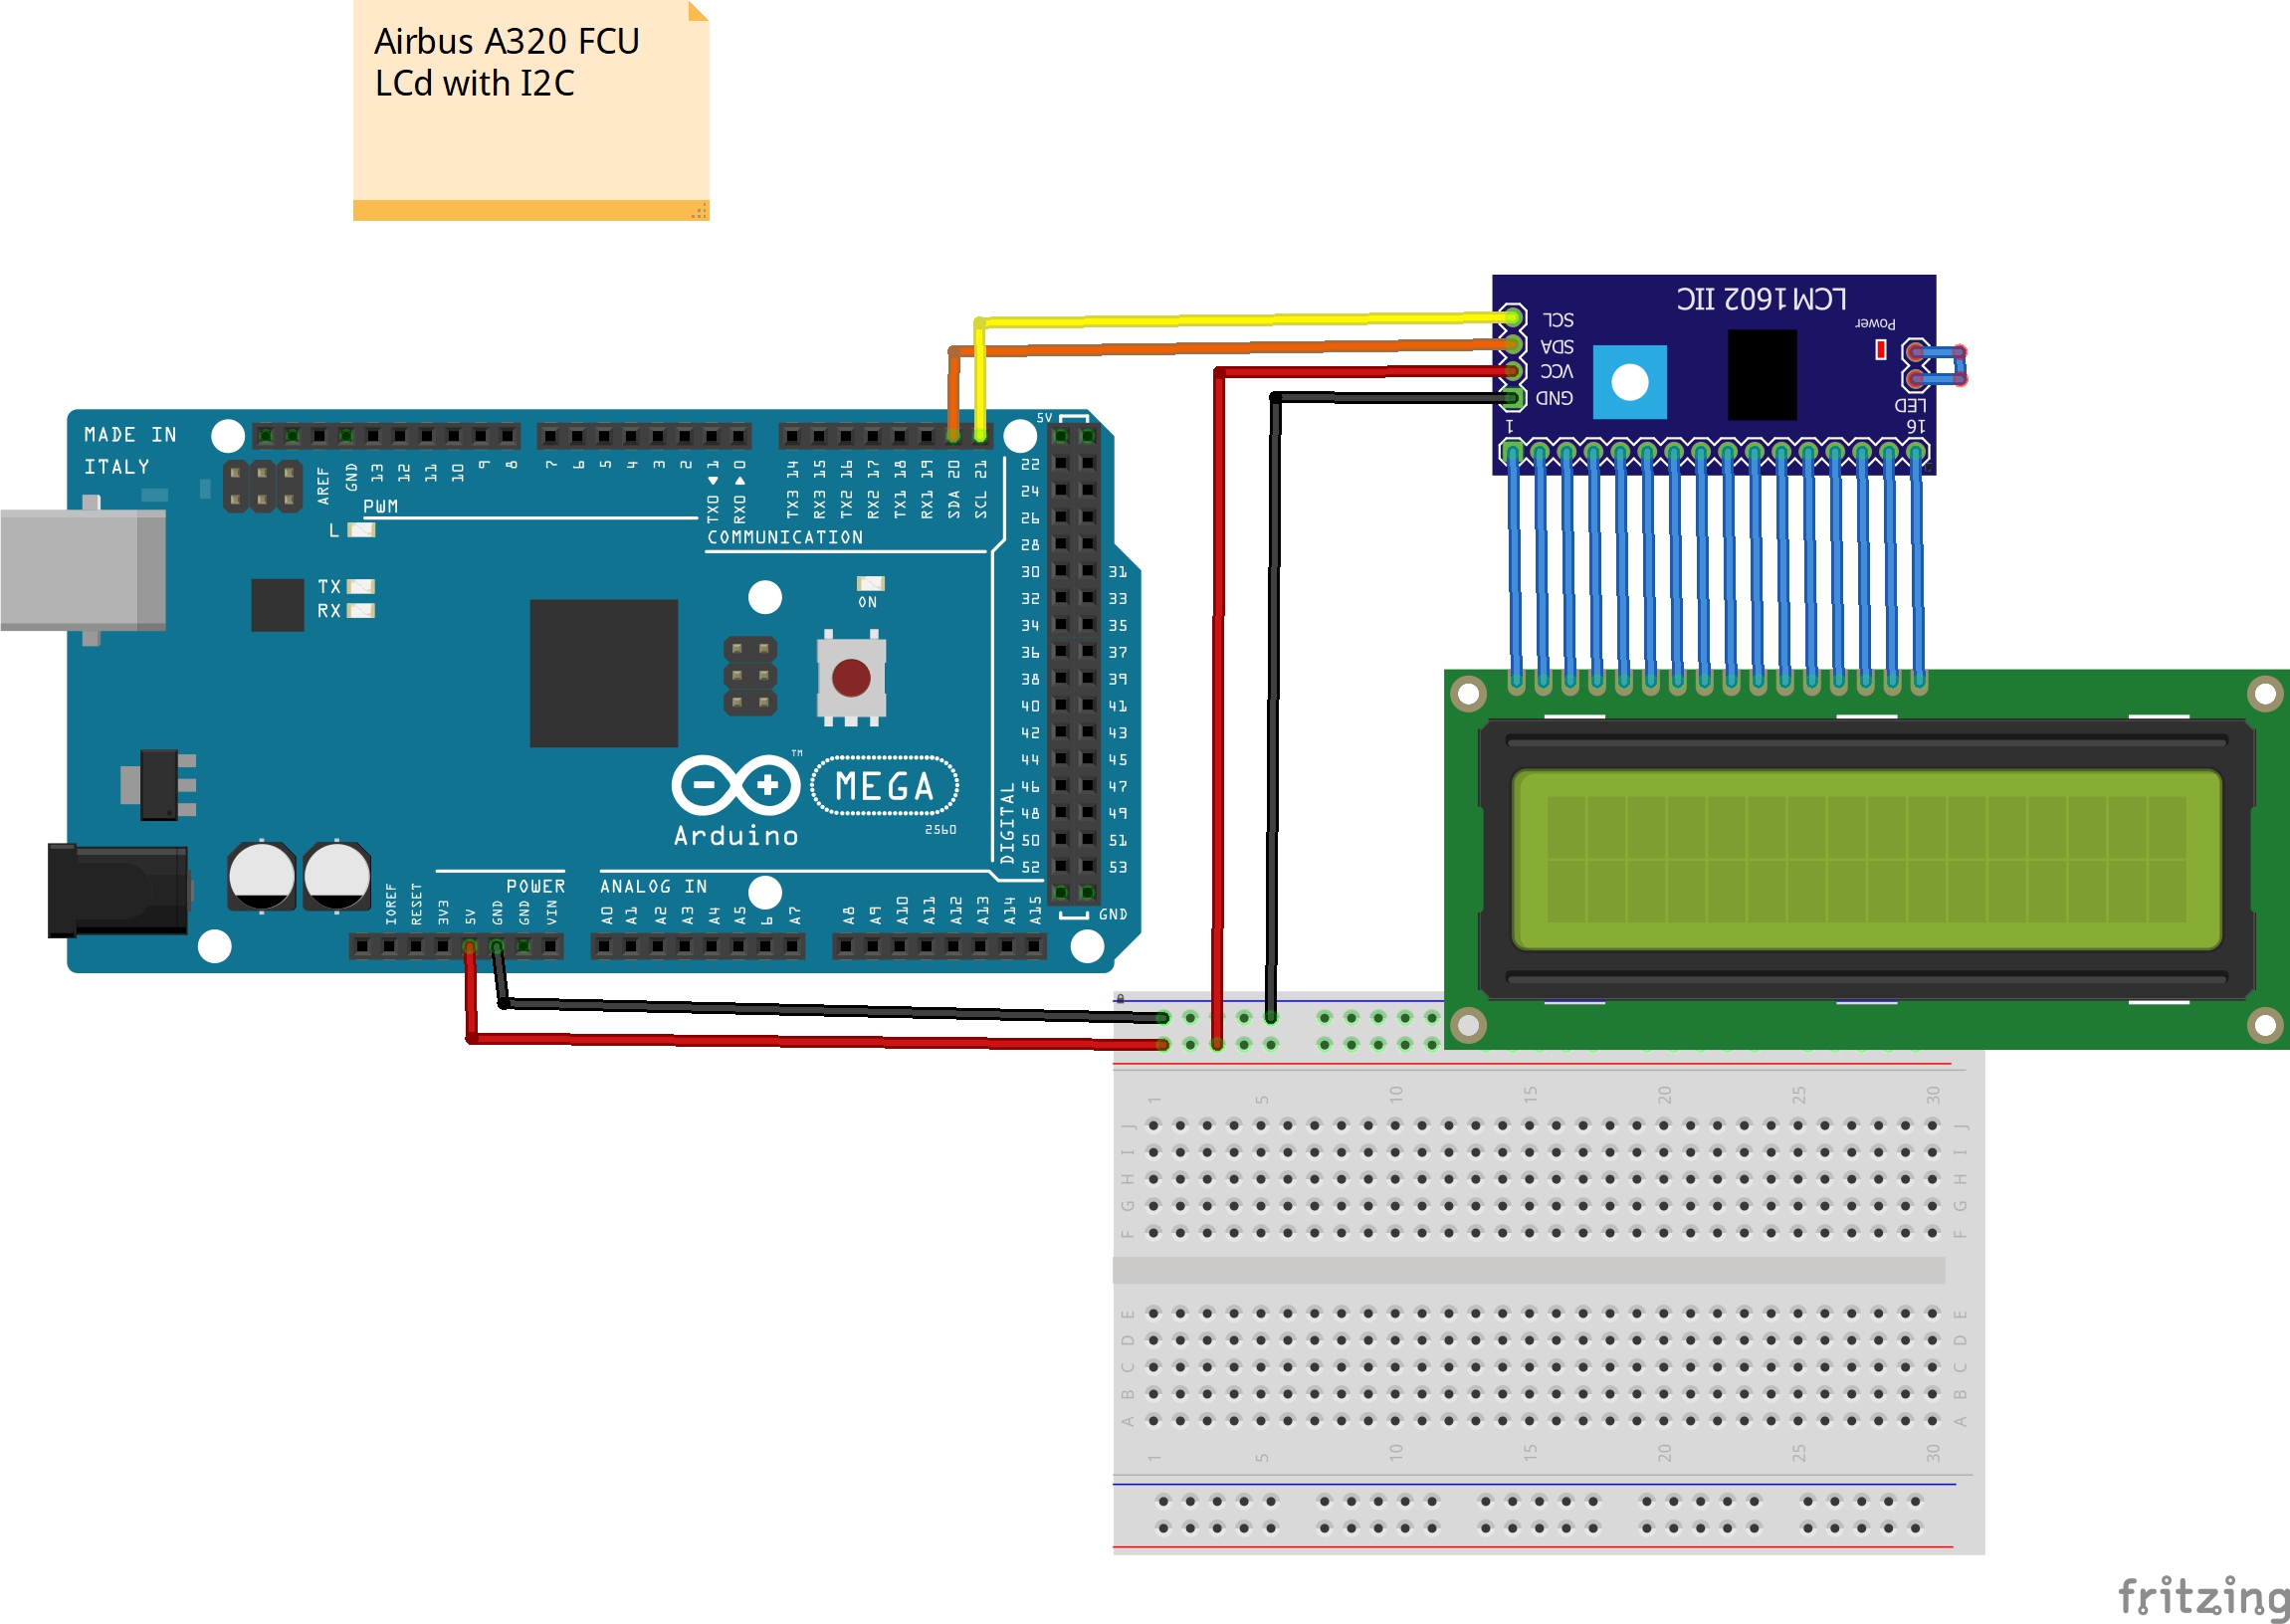 Airbus A320 FCU
LCd with I2C
LCM1602 IIC
SCL
SDA
VCC
GND
Power
LED
1
16
MADE IN
ITALY
AREF
GND
13
12
11
10
9
8
7
6
5
4
3
2
TX0 1
RX0 0
TX3 14
RX3 15
TX2 16
RX2 17
TX1 18
RX1 19
SDA 20
SCL 21
5V
PWM
L
COMMUNICATION
TX
RX
ON
22
24
26
28
30 31
32 33
34 35
36 37
38 39
40 41
42 43
44 45
46 47
48 49
50 51
52 53
GND
DIGITAL
TM
MEGA
Arduino
2560
POWER
ANALOG IN
IOREF
RESET
3V3
5V
GND
GND
VIN
A0
A1
A2
A3
A4
A5
6
A7
A8
A9
A10
A11
A12
A13
A14
A15
1 5 10 15 20 25 30
J J
I I
H H
G G
F F
E E
D D
C C
B B
A A
1 5 10 15 20 25 30
fritzing